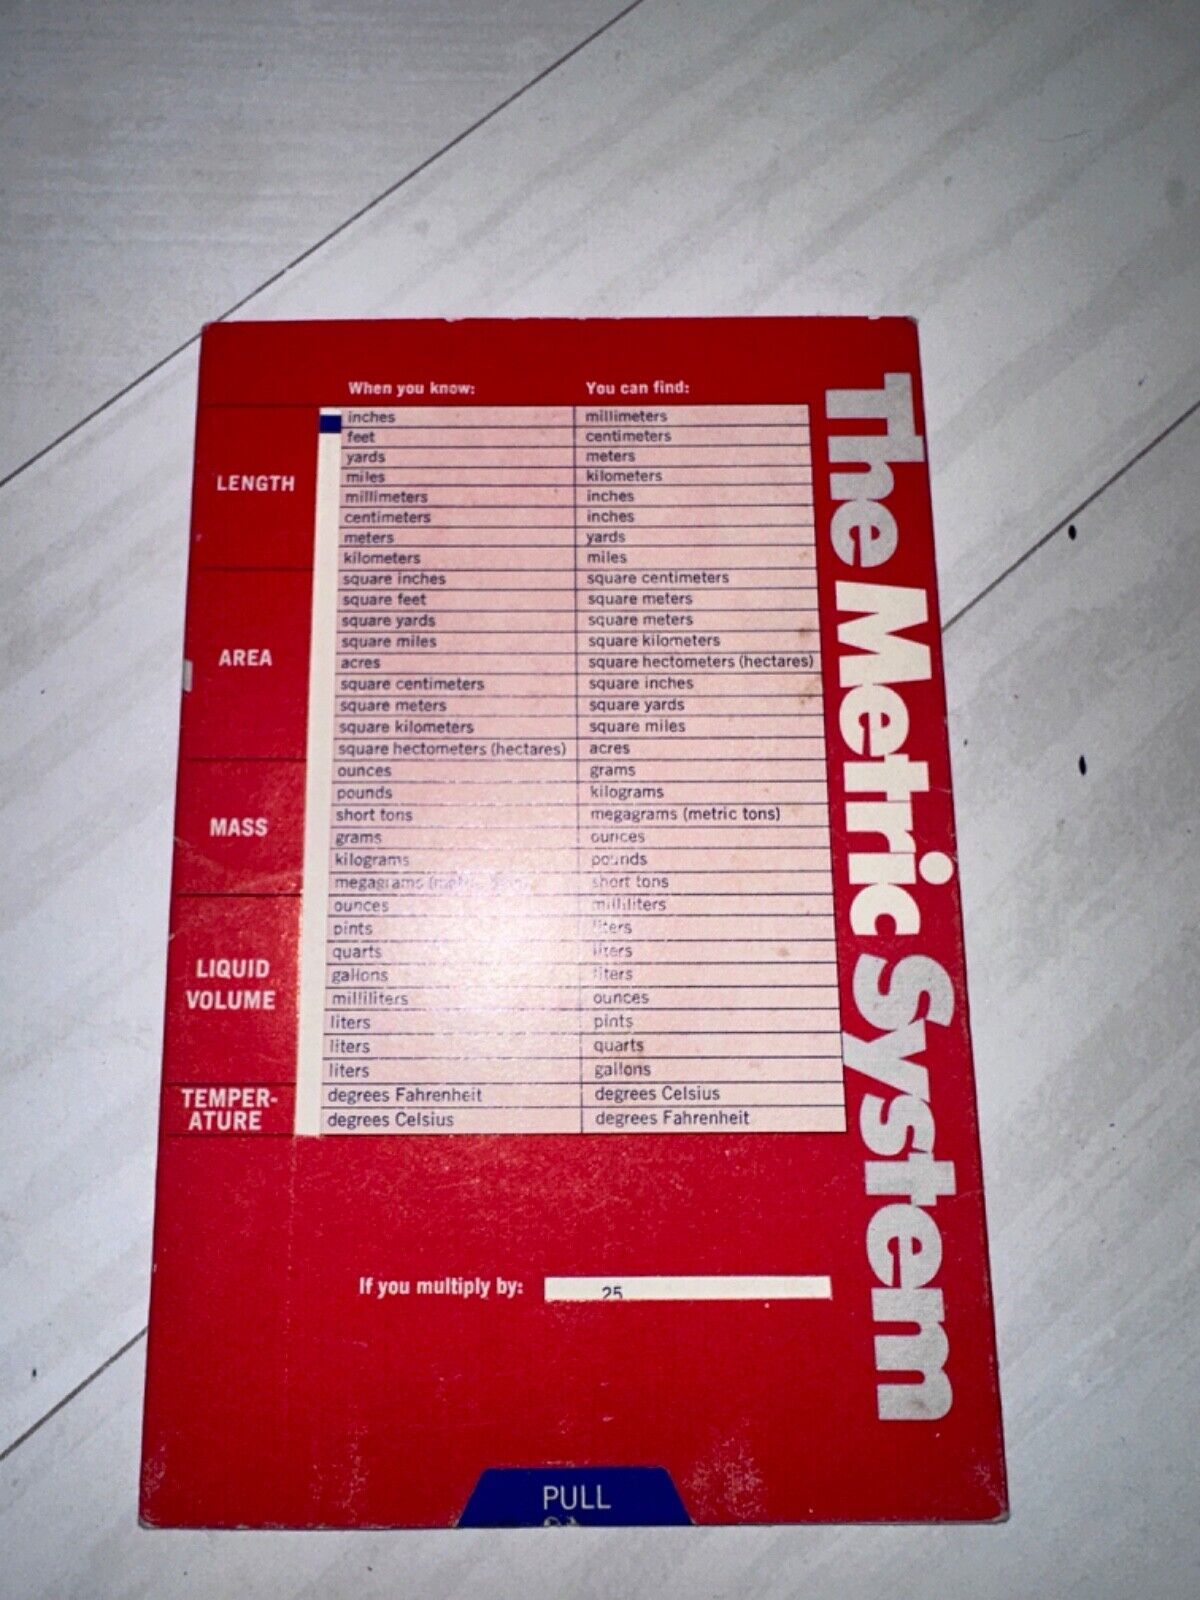 The Metric System
When you know: You can find:
LENGTH
inches millimeters
feet centimeters
yards meters
miles kilometers
millimeters inches
centimeters inches
meters yards
kilometers miles
AREA
square inches square centimeters
square feet square meters
square yards square meters
square miles square kilometers
acres square hectometers (hectares)
square centimeters square inches
square meters square yards
square kilometers square miles
square hectometers (hectares) acres
MASS
ounces grams
pounds kilograms
short tons megagrams (metric tons)
grams ounces
kilograms pounds
megagrams short tons
LIQUID
VOLUME
ounces milliliters
pints liters
quarts liters
gallons liters
milliliters ounces
liters pints
liters quarts
liters gallons
TEMPER-
ATURE
degrees Fahrenheit degrees Celsius
degrees Celsius degrees Fahrenheit
If you multiply by: 25
PULL